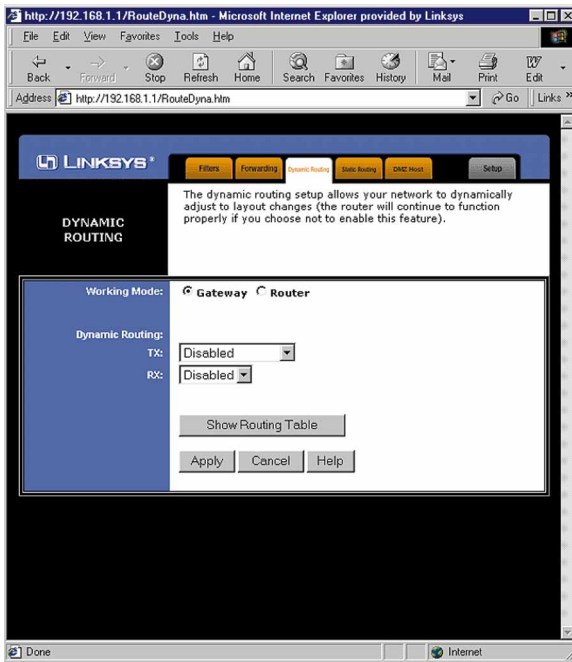 http://192.168.1.1/RouteDyna.htm - Microsoft Internet Explorer provided by Linksys
File Edit View Favorites Tools Help
Back Forward Stop Refresh Home Search Favorites History Mail Print Edit
Address http://192.168.1.1/RouteDyna.htm Go Links »
LINKSYS®
Filters Forwarding Dynamic Routing Static Routing DMZ Host Setup
DYNAMIC
ROUTING
The dynamic routing setup allows your network to dynamically
adjust to layout changes (the router will continue to function
properly if you choose not to enable this feature).
Working Mode: Gateway Router
Dynamic Routing:
TX: Disabled
RX: Disabled
Show Routing Table
Apply Cancel Help
Done Internet